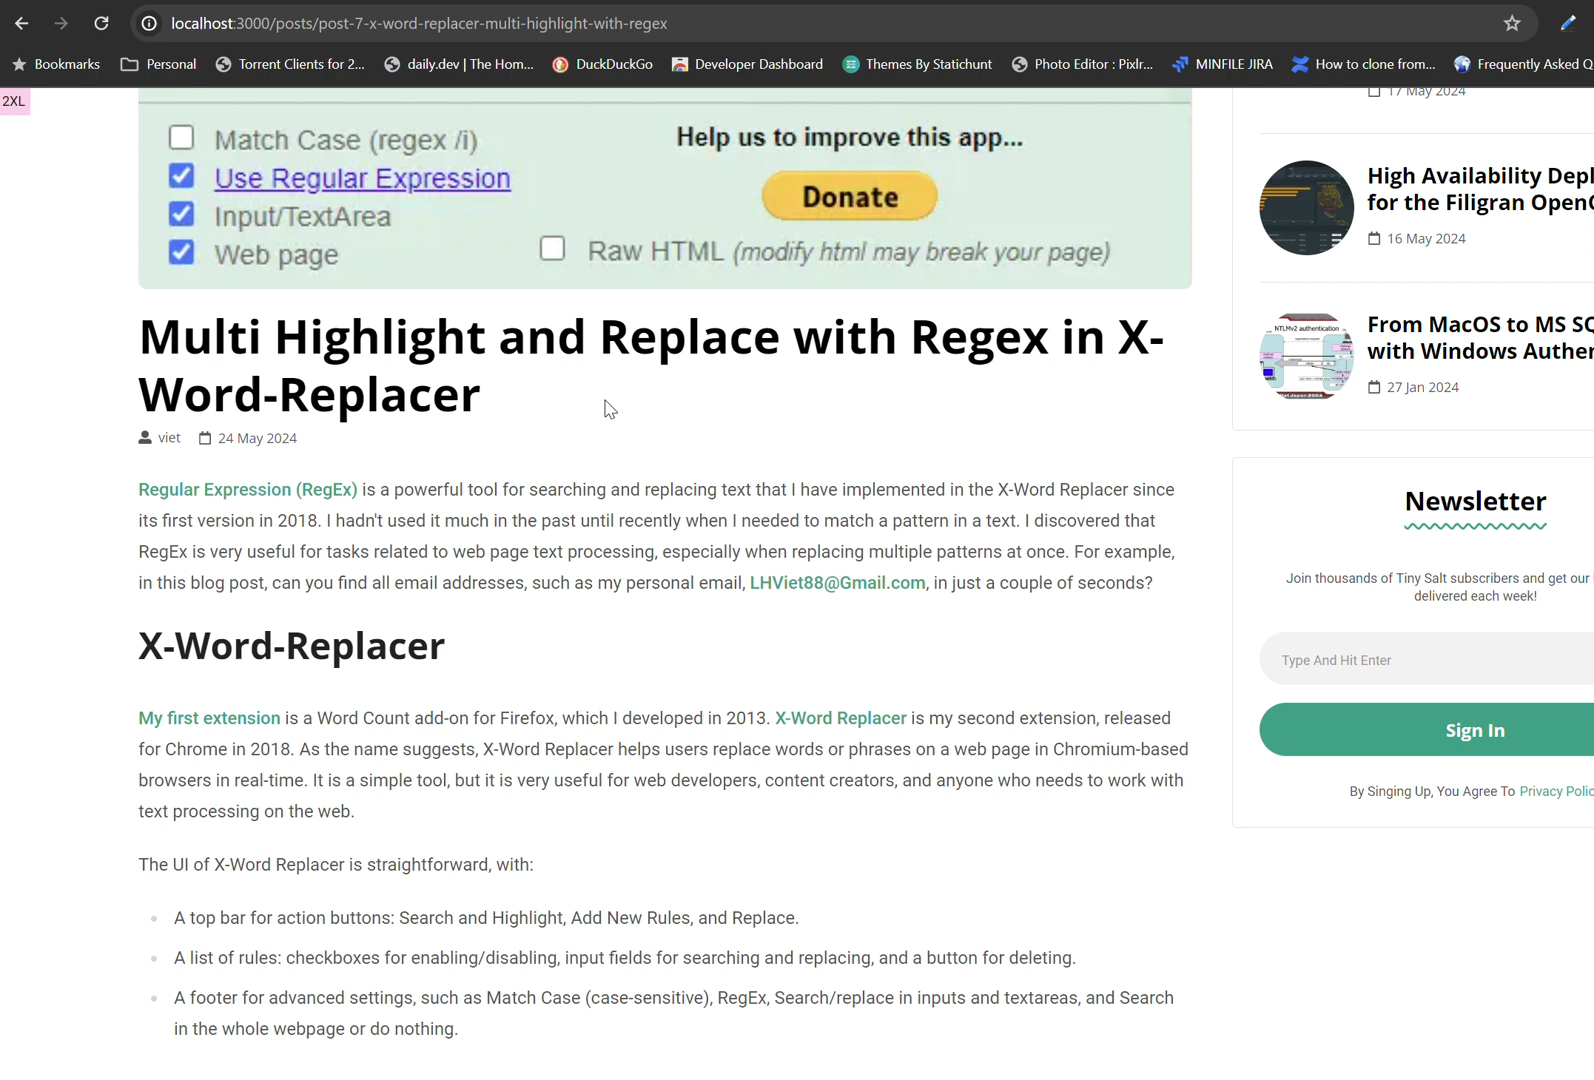 localhost:3000/posts/post-7-x-word-replacer-multi-highlight-with-regex
Bookmarks
Personal
Torrent Clients for 2...
daily.dev | The Hom...
DuckDuckGo
Developer Dashboard
Themes By Statichunt
Photo Editor : Pixlr...
MINFILE JIRA
How to clone from...
Frequently Asked Q
2XL
Match Case (regex /i)
Use Regular Expression
Input/TextArea
Web page
Help us to improve this app...
Donate
Raw HTML (modify html may break your page)
Multi Highlight and Replace with Regex in X-
Word-Replacer
viet 24 May 2024
Regular Expression (RegEx) is a powerful tool for searching and replacing text that I have implemented in the X-Word Replacer since
its first version in 2018. I hadn't used it much in the past until recently when I needed to match a pattern in a text. I discovered that
RegEx is very useful for tasks related to web page text processing, especially when replacing multiple patterns at once. For example,
in this blog post, can you find all email addresses, such as my personal email, LHViet88@Gmail.com, in just a couple of seconds?
X-Word-Replacer
My first extension is a Word Count add-on for Firefox, which I developed in 2013. X-Word Replacer is my second extension, released
for Chrome in 2018. As the name suggests, X-Word Replacer helps users replace words or phrases on a web page in Chromium-based
browsers in real-time. It is a simple tool, but it is very useful for web developers, content creators, and anyone who needs to work with
text processing on the web.
The UI of X-Word Replacer is straightforward, with:
A top bar for action buttons: Search and Highlight, Add New Rules, and Replace.
A list of rules: checkboxes for enabling/disabling, input fields for searching and replacing, and a button for deleting.
A footer for advanced settings, such as Match Case (case-sensitive), RegEx, Search/replace in inputs and textareas, and Search
in the whole webpage or do nothing.
17 May 2024
High Availability Depl
for the Filigran OpenC
16 May 2024
NTLMv2 authentication
From MacOS to MS SQ
with Windows Authen
27 Jan 2024
Newsletter
Join thousands of Tiny Salt subscribers and get our
delivered each week!
Type And Hit Enter
Sign In
By Singing Up, You Agree To Privacy Polic